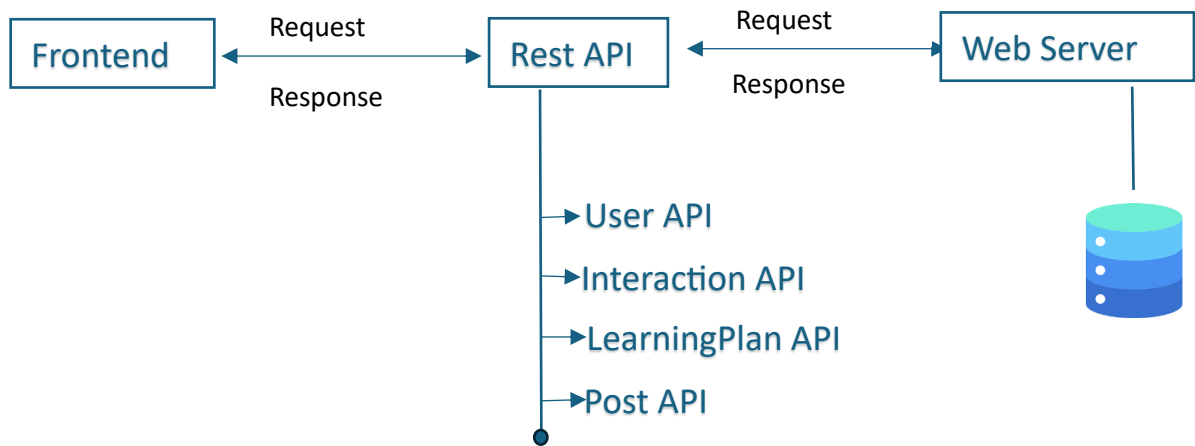 Frontend
Request
Response
Rest API
Request
Response
Web Server
User API
Interaction API
LearningPlan API
Post API